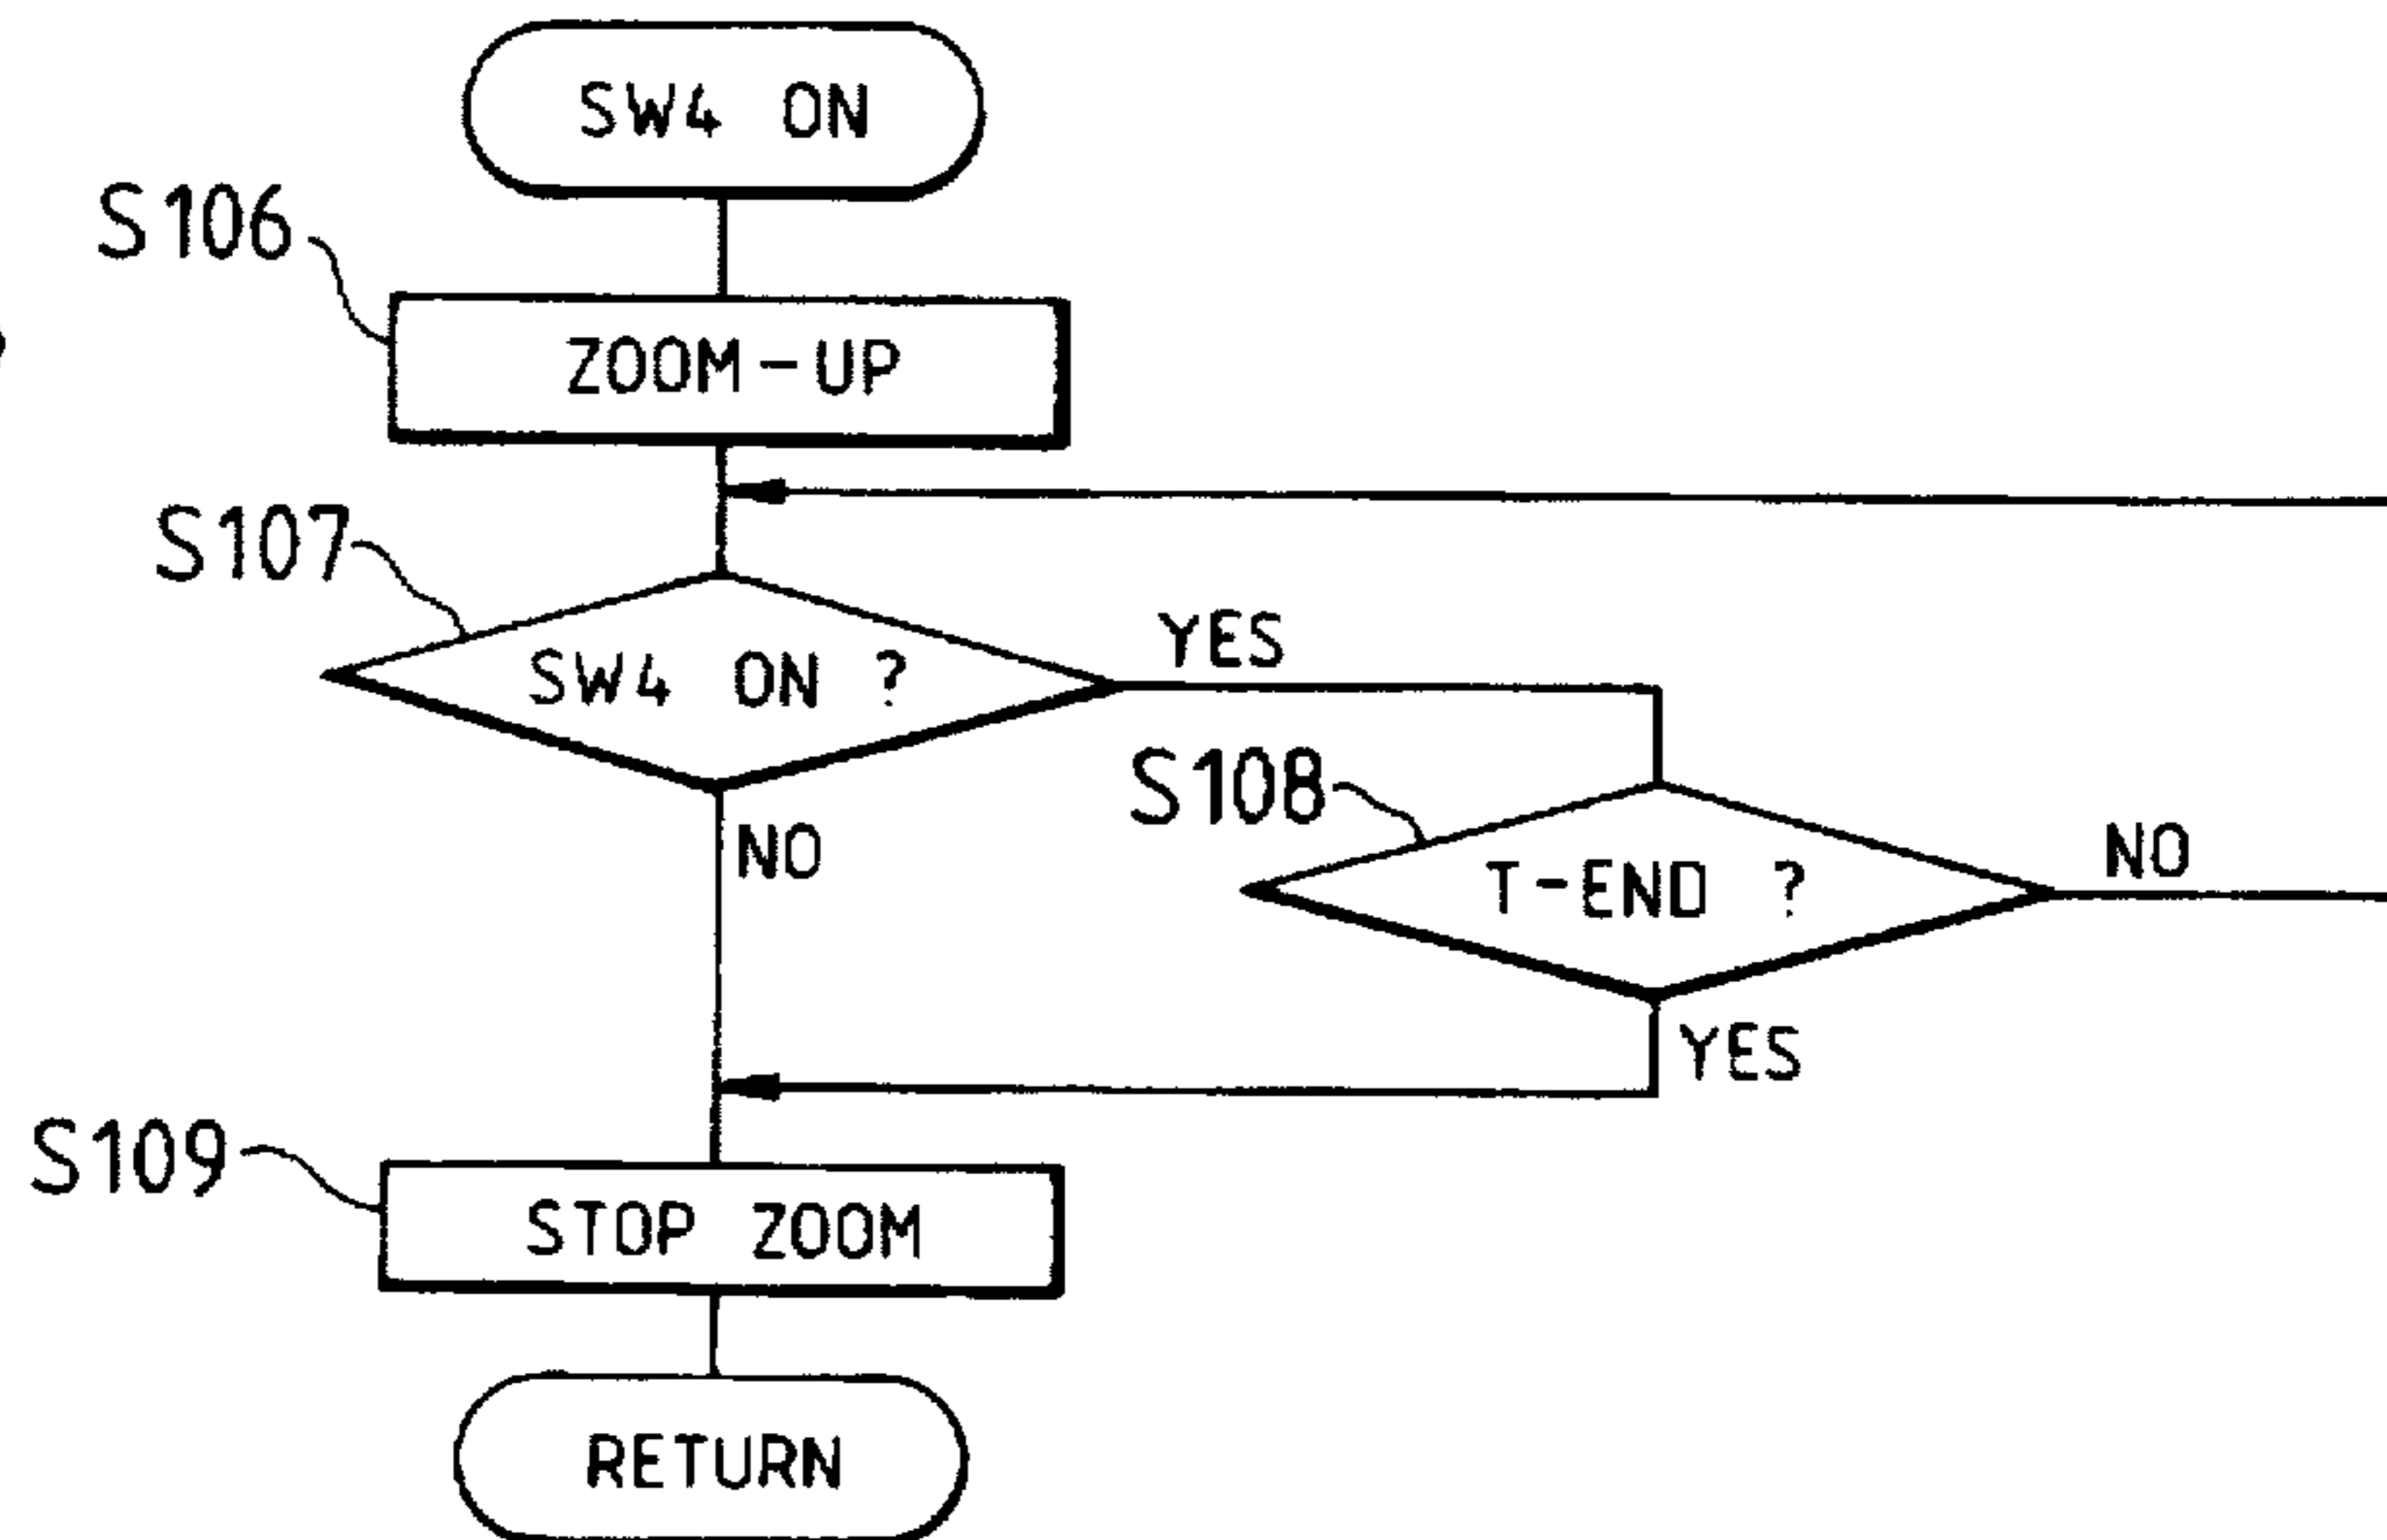 SW4 ON
S106
ZOOM-UP
S107
SW4 ON ?
YES
NO
S108
T-END ?
NO
YES
S109
STOP ZOOM
RETURN